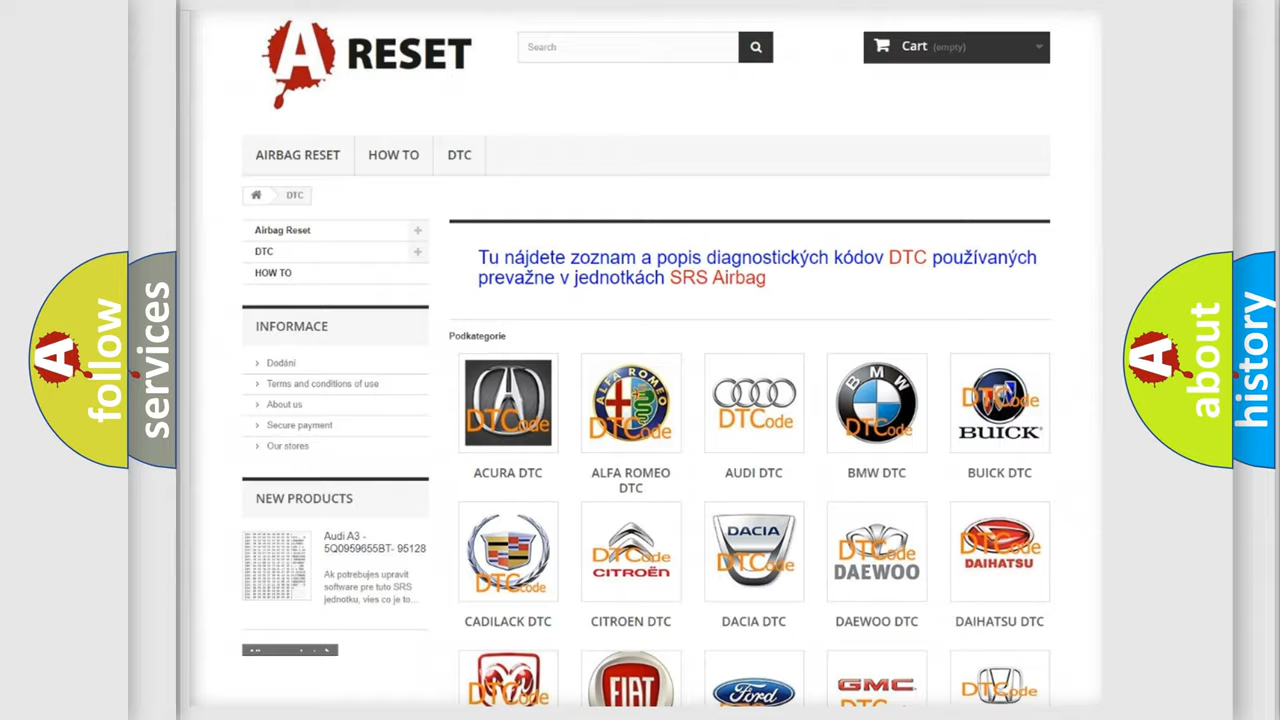 A RESET
Search
Cart (empty)
AIRBAG RESET
HOW TO
DTC
DTC
Airbag Reset
DTC
HOW TO
Tu nájdete zoznam a popis diagnostických kódov DTC používaných
prevažne v jednotkách SRS Airbag
INFORMACE
Dodání
Terms and conditions of use
About us
Secure payment
Our stores
NEW PRODUCTS
Audi A3 -
5Q0959655BT- 95128
Ak potrebujes upravit
software pre tuto SRS
jednotku, vies co je to...
Podkategorie
DTCode
ALFA ROMEO
DTCode
DTCode
BMW
DTCode
DTCode
BUICK
ACURA DTC
ALFA ROMEO
DTC
AUDI DTC
BMW DTC
BUICK DTC
DTCode
DTCode
CITROËN
DACIA
DTCode
DTCode
DAEWOO
DTCode
DAIHATSU
CADILACK DTC
CITROEN DTC
DACIA DTC
DAEWOO DTC
DAIHATSU DTC
DTCode
FIAT
Ford
GMC
DTCode
A follow
services
A about
history